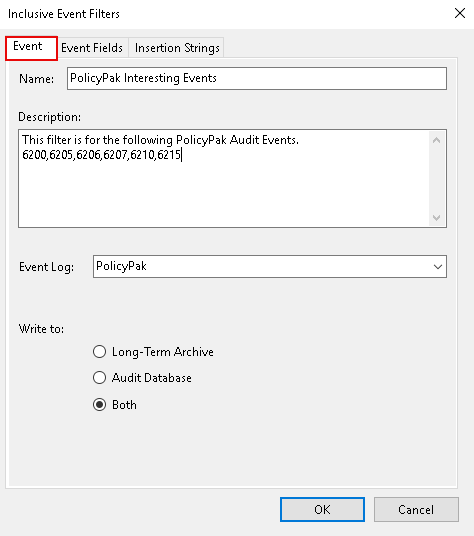 Inclusive Event Filters
Event
Event Fields
Insertion Strings
Name: PolicyPak Interesting Events
Description:
This filter is for the following PolicyPak Audit Events.
6200,6205,6206,6207,6210,6215
Event Log: PolicyPak
Write to:
Long-Term Archive
Audit Database
Both
OK
Cancel